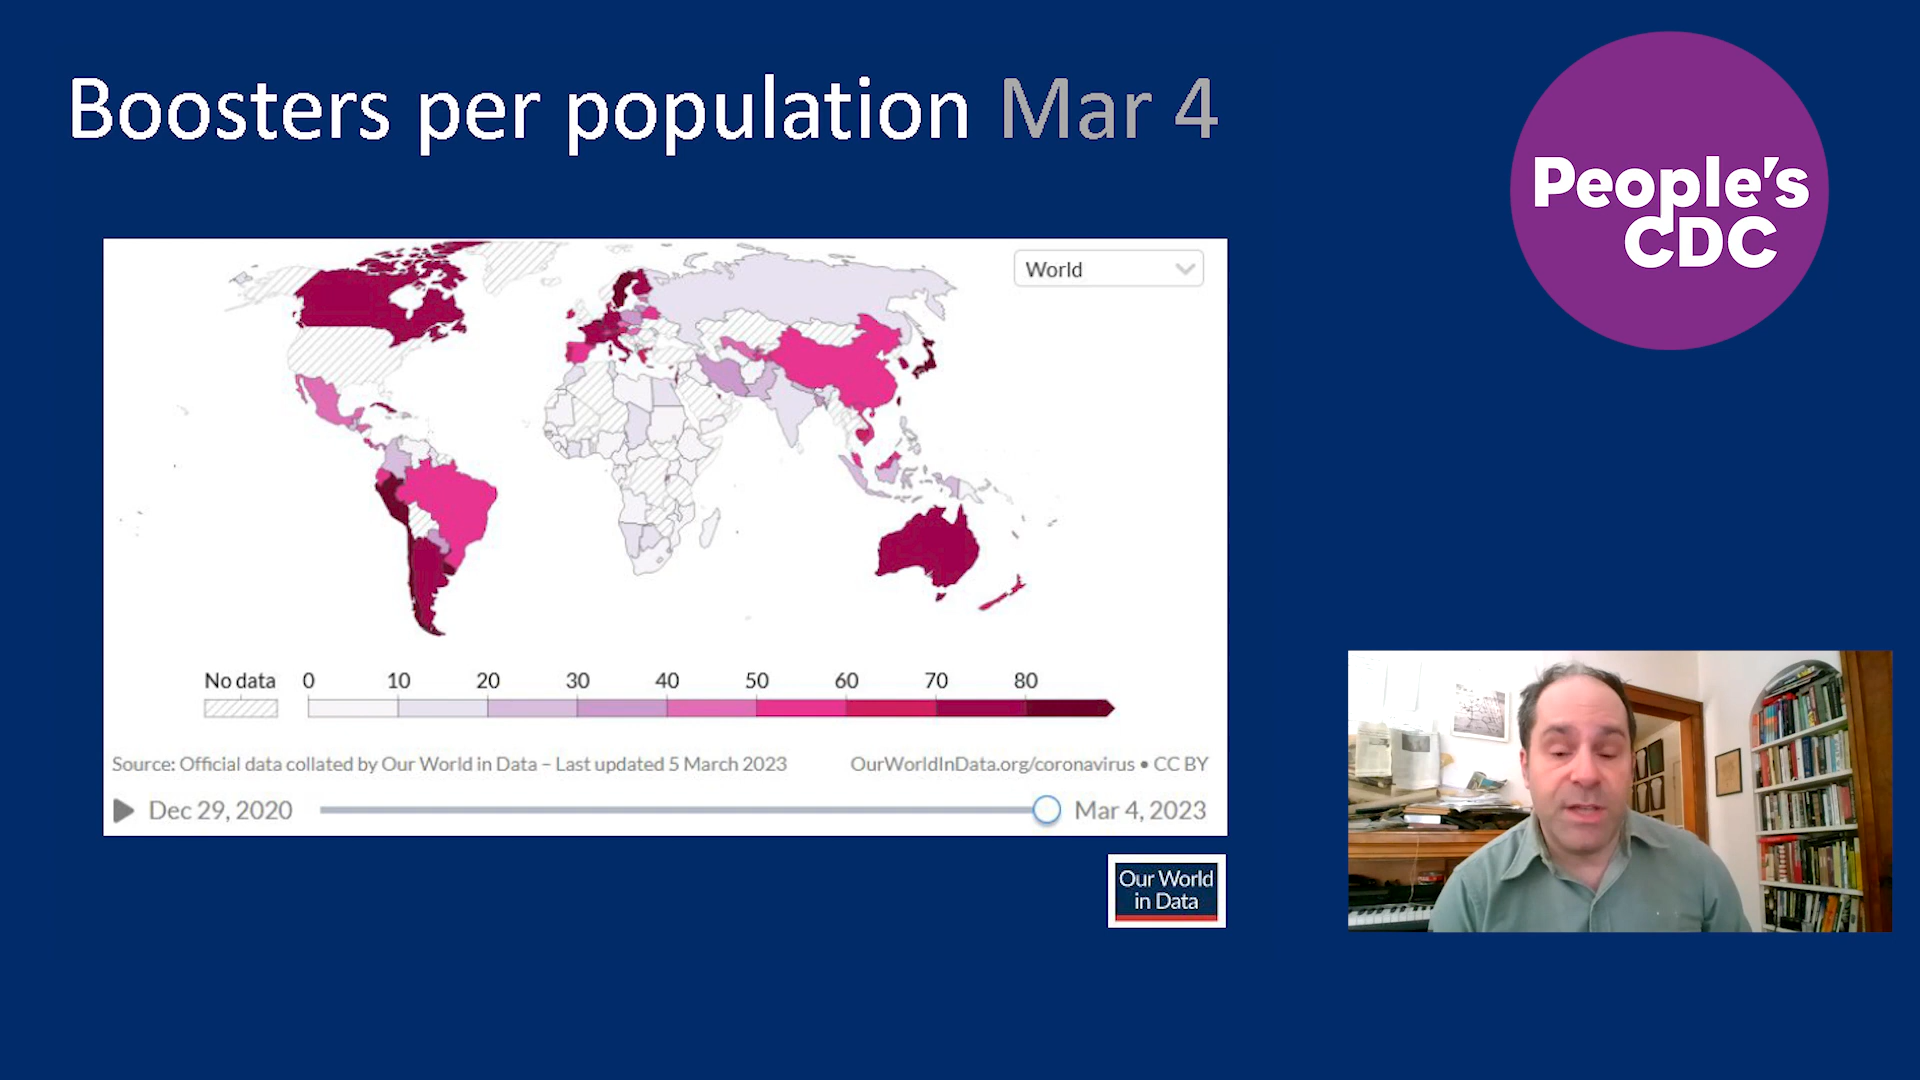 Boosters per population Mar 4
People's
CDC
World
No data 0 10 20 30 40 50 60 70 80
Source: Official data collated by Our World in Data – Last updated 5 March 2023 OurWorldInData.org/coronavirus • CC BY
Dec 29, 2020 Mar 4, 2023
Our World
in Data